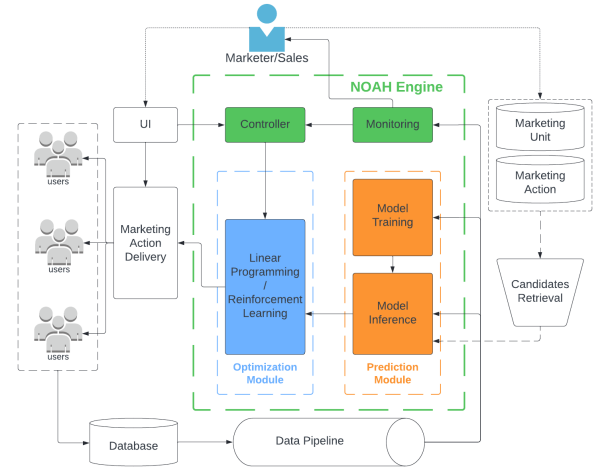 Marketer/Sales
NOAH Engine
UI
Controller
Monitoring
Marketing
Unit
Marketing
Action
users
Marketing
Action
Delivery
Model
Training
users
Linear
Programming
/
Reinforcement
Learning
Model
Inference
Candidates
Retrieval
users
Optimization
Module
Prediction
Module
Database
Data Pipeline